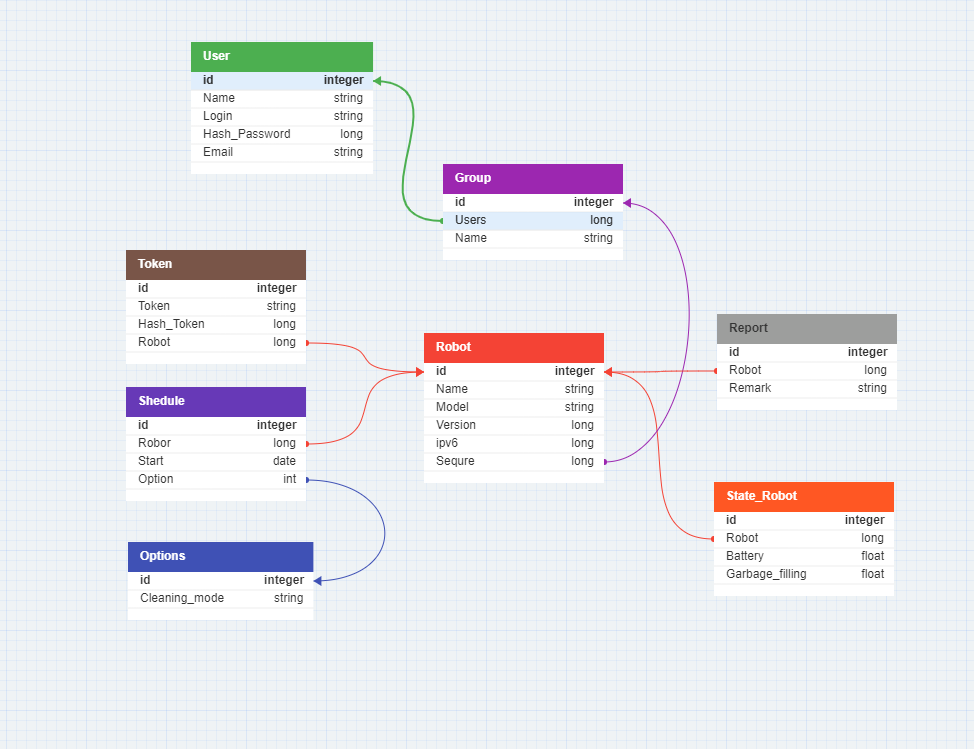 User
id integer
Name string
Login string
Hash_Password long
Email string
Group
id integer
Users long
Name string
Token
id integer
Token string
Hash_Token long
Robot long
Shedule
id integer
Robor long
Start date
Option int
Options
id integer
Cleaning_mode string
Robot
id integer
Name string
Model string
Version long
ipv6 long
Sequre long
Report
id integer
Robot long
Remark string
State_Robot
id integer
Robot long
Battery float
Garbage_filling float